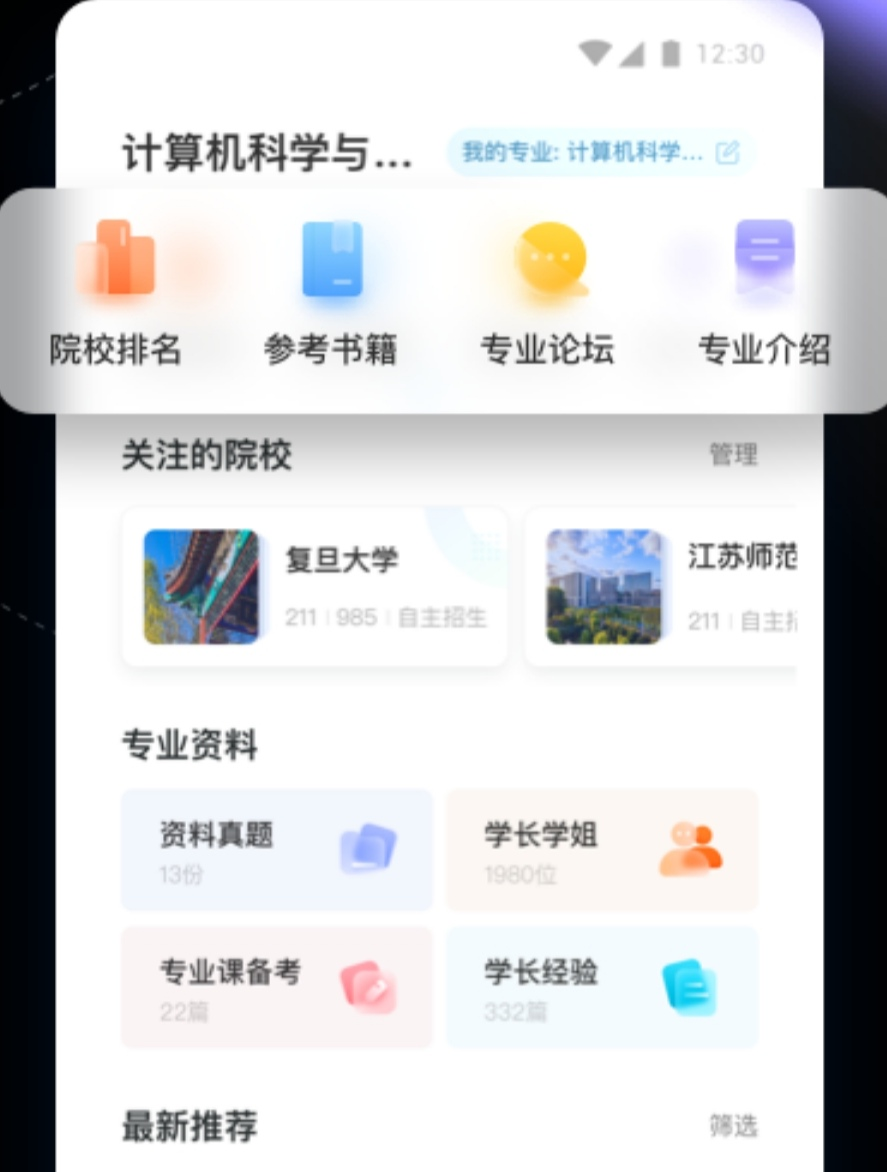 12:30
计算机科学与...
我的专业: 计算机科学...
院校排名
参考书籍
专业论坛
专业介绍
关注的院校
管理
复旦大学
211 | 985 | 自主招生
江苏师范
211 | 自主招
专业资料
资料真题
13份
学长学姐
1980位
专业课备考
22篇
学长经验
332篇
最新推荐
筛选